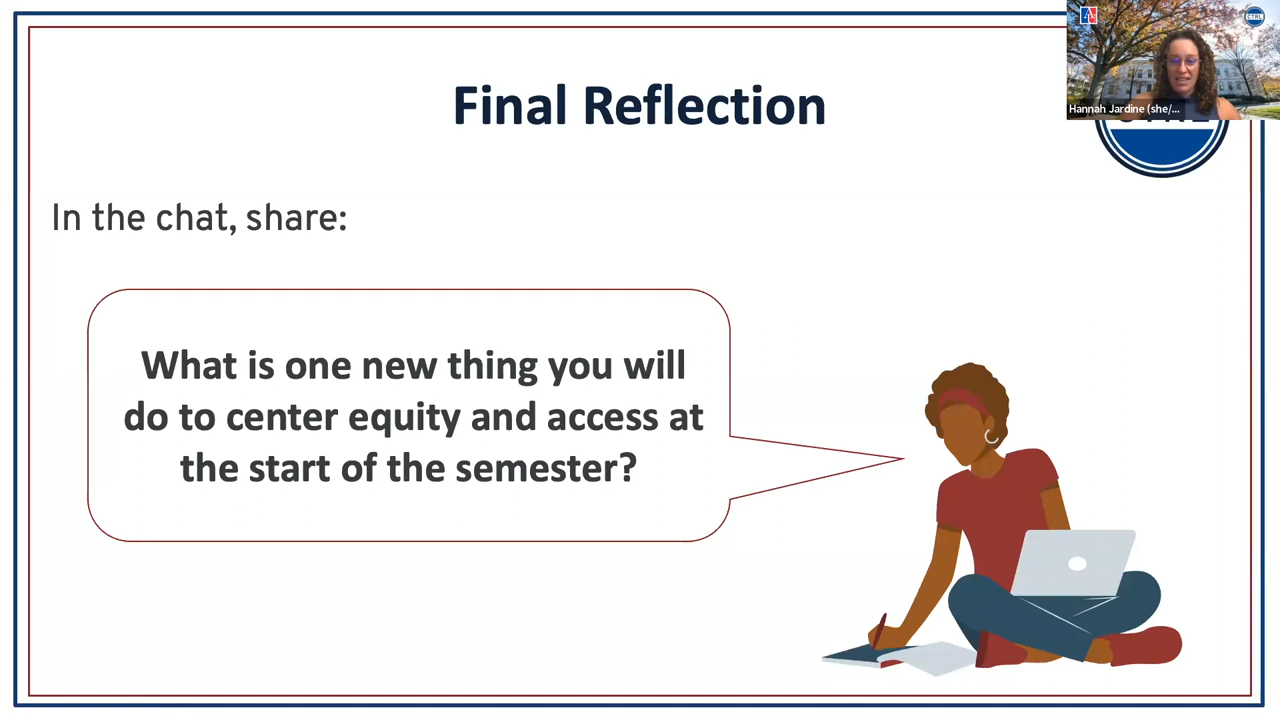 Final Reflection
Hannah Jardine (she/...
CTRL
In the chat, share:
What is one new thing you will
do to center equity and access at
the start of the semester?